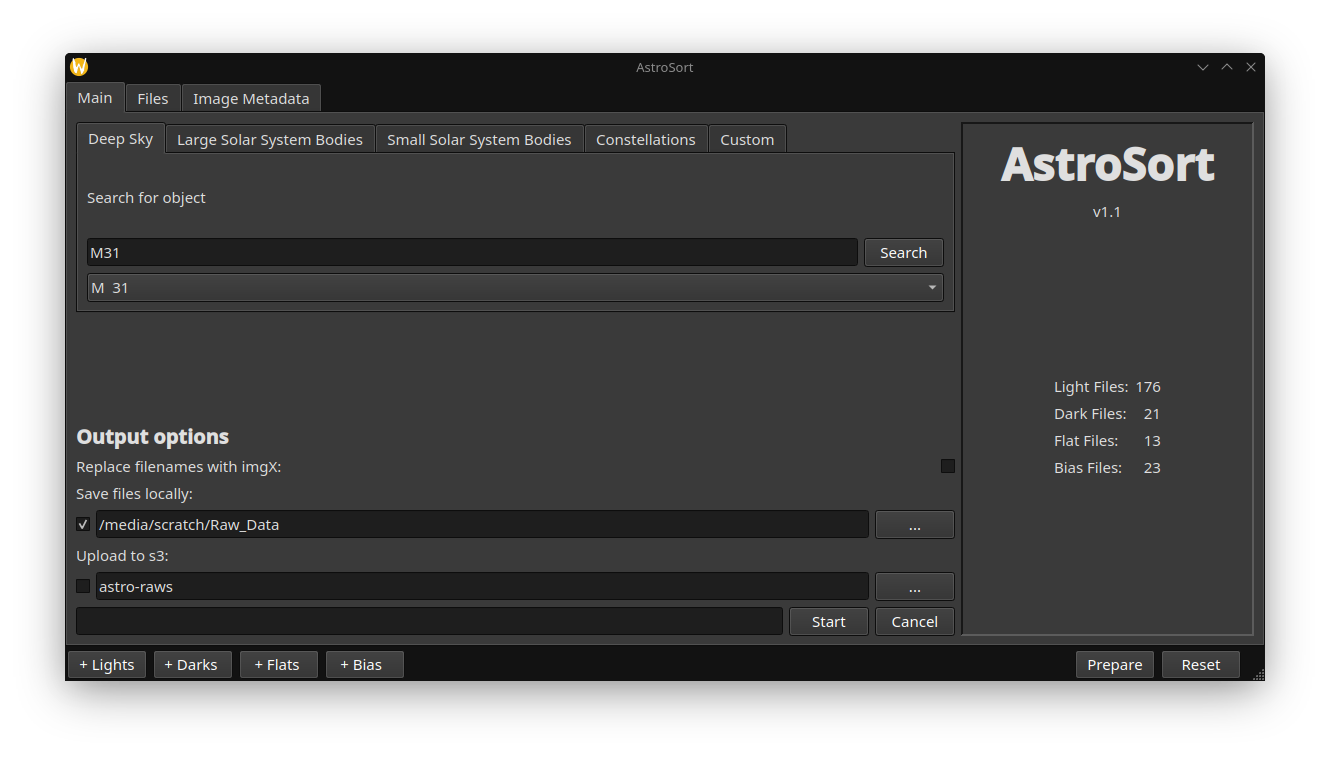 AstroSort
Main Files Image Metadata
Deep Sky Large Solar System Bodies Small Solar System Bodies Constellations Custom
Search for object
M31 Search
M  31
Output options
Replace filenames with imgX:
Save files locally:
/media/scratch/Raw_Data ...
Upload to s3:
astro-raws ...
Start Cancel
AstroSort
v1.1
Light Files: 176
Dark Files: 21
Flat Files: 13
Bias Files: 23
+ Lights + Darks + Flats + Bias Prepare Reset